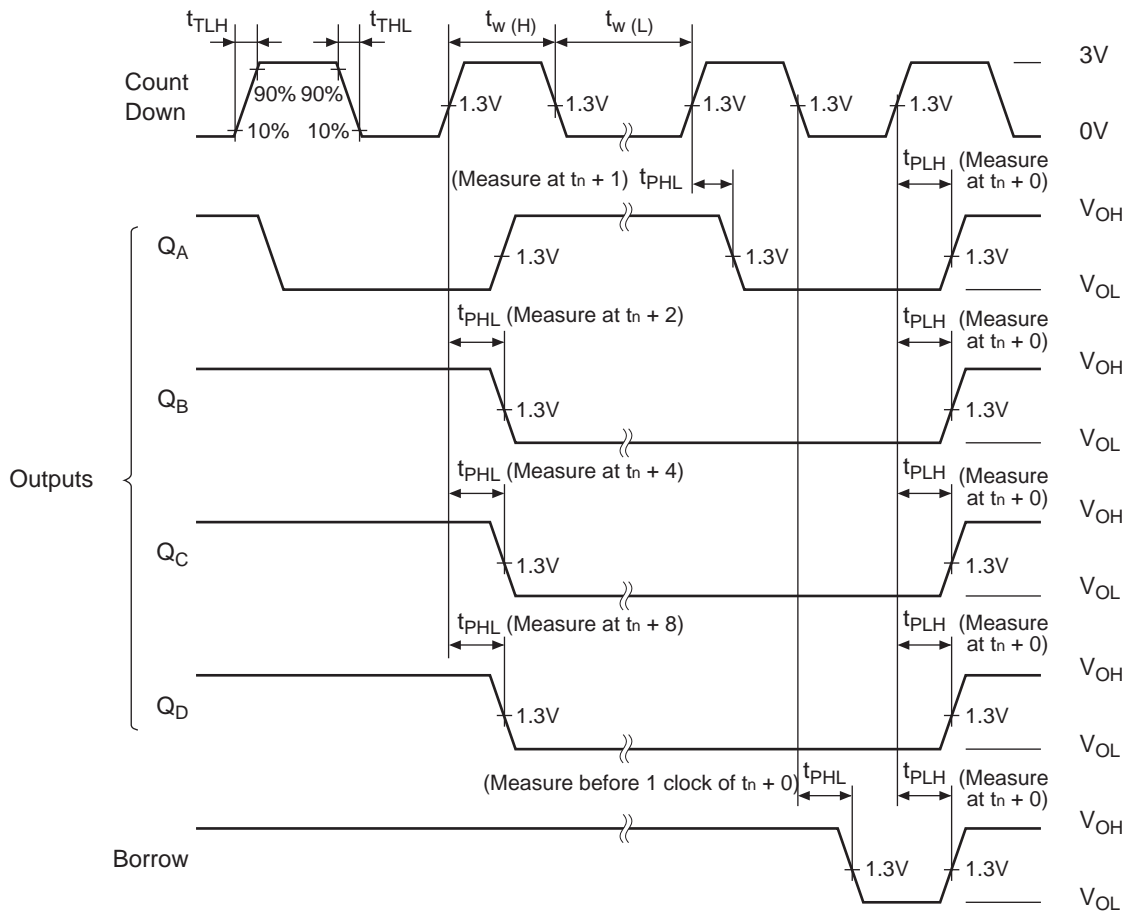 tTLH tTHL tw (H) tw (L)
Count
Down
90% 90%
10% 10%
1.3V 1.3V 1.3V 1.3V 1.3V
3V
0V
(Measure at tn + 1) tPHL
tPLH (Measure
at tn + 0)
QA
1.3V 1.3V 1.3V
VOH
VOL
tPHL (Measure at tn + 2)
tPLH (Measure
at tn + 0)
QB
1.3V 1.3V
VOH
VOL
Outputs
tPHL (Measure at tn + 4)
tPLH (Measure
at tn + 0)
QC
1.3V 1.3V
VOH
VOL
tPHL (Measure at tn + 8)
tPLH (Measure
at tn + 0)
QD
1.3V 1.3V
VOH
VOL
(Measure before 1 clock of tn + 0) tPHL
tPLH (Measure
at tn + 0)
Borrow
1.3V 1.3V
VOH
VOL